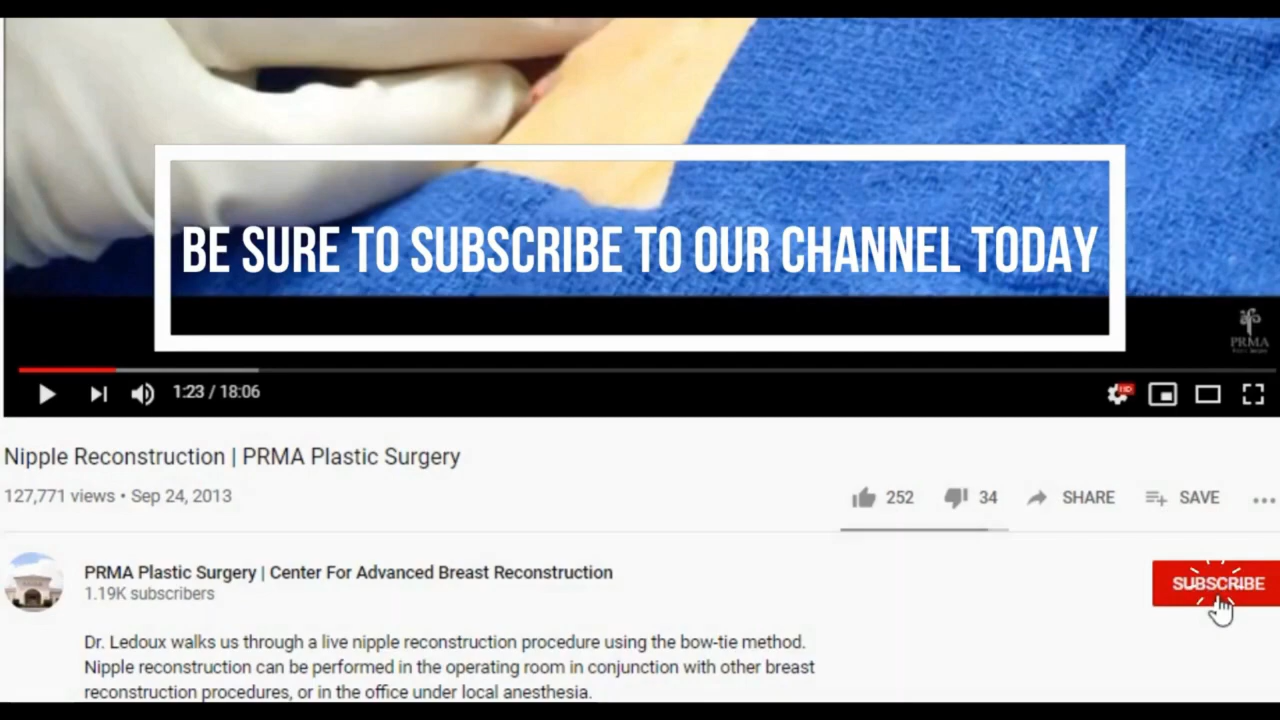 BE SURE TO SUBSCRIBE TO OUR CHANNEL TODAY
PRMA
1:23 / 18:06
HD
Nipple Reconstruction | PRMA Plastic Surgery
127,771 views • Sep 24, 2013
252 34 SHARE SAVE
PRMA Plastic Surgery | Center For Advanced Breast Reconstruction
1.19K subscribers
SUBSCRIBE
Dr. Ledoux walks us through a live nipple reconstruction procedure using the bow-tie method.
Nipple reconstruction can be performed in the operating room in conjunction with other breast
reconstruction procedures, or in the office under local anesthesia.